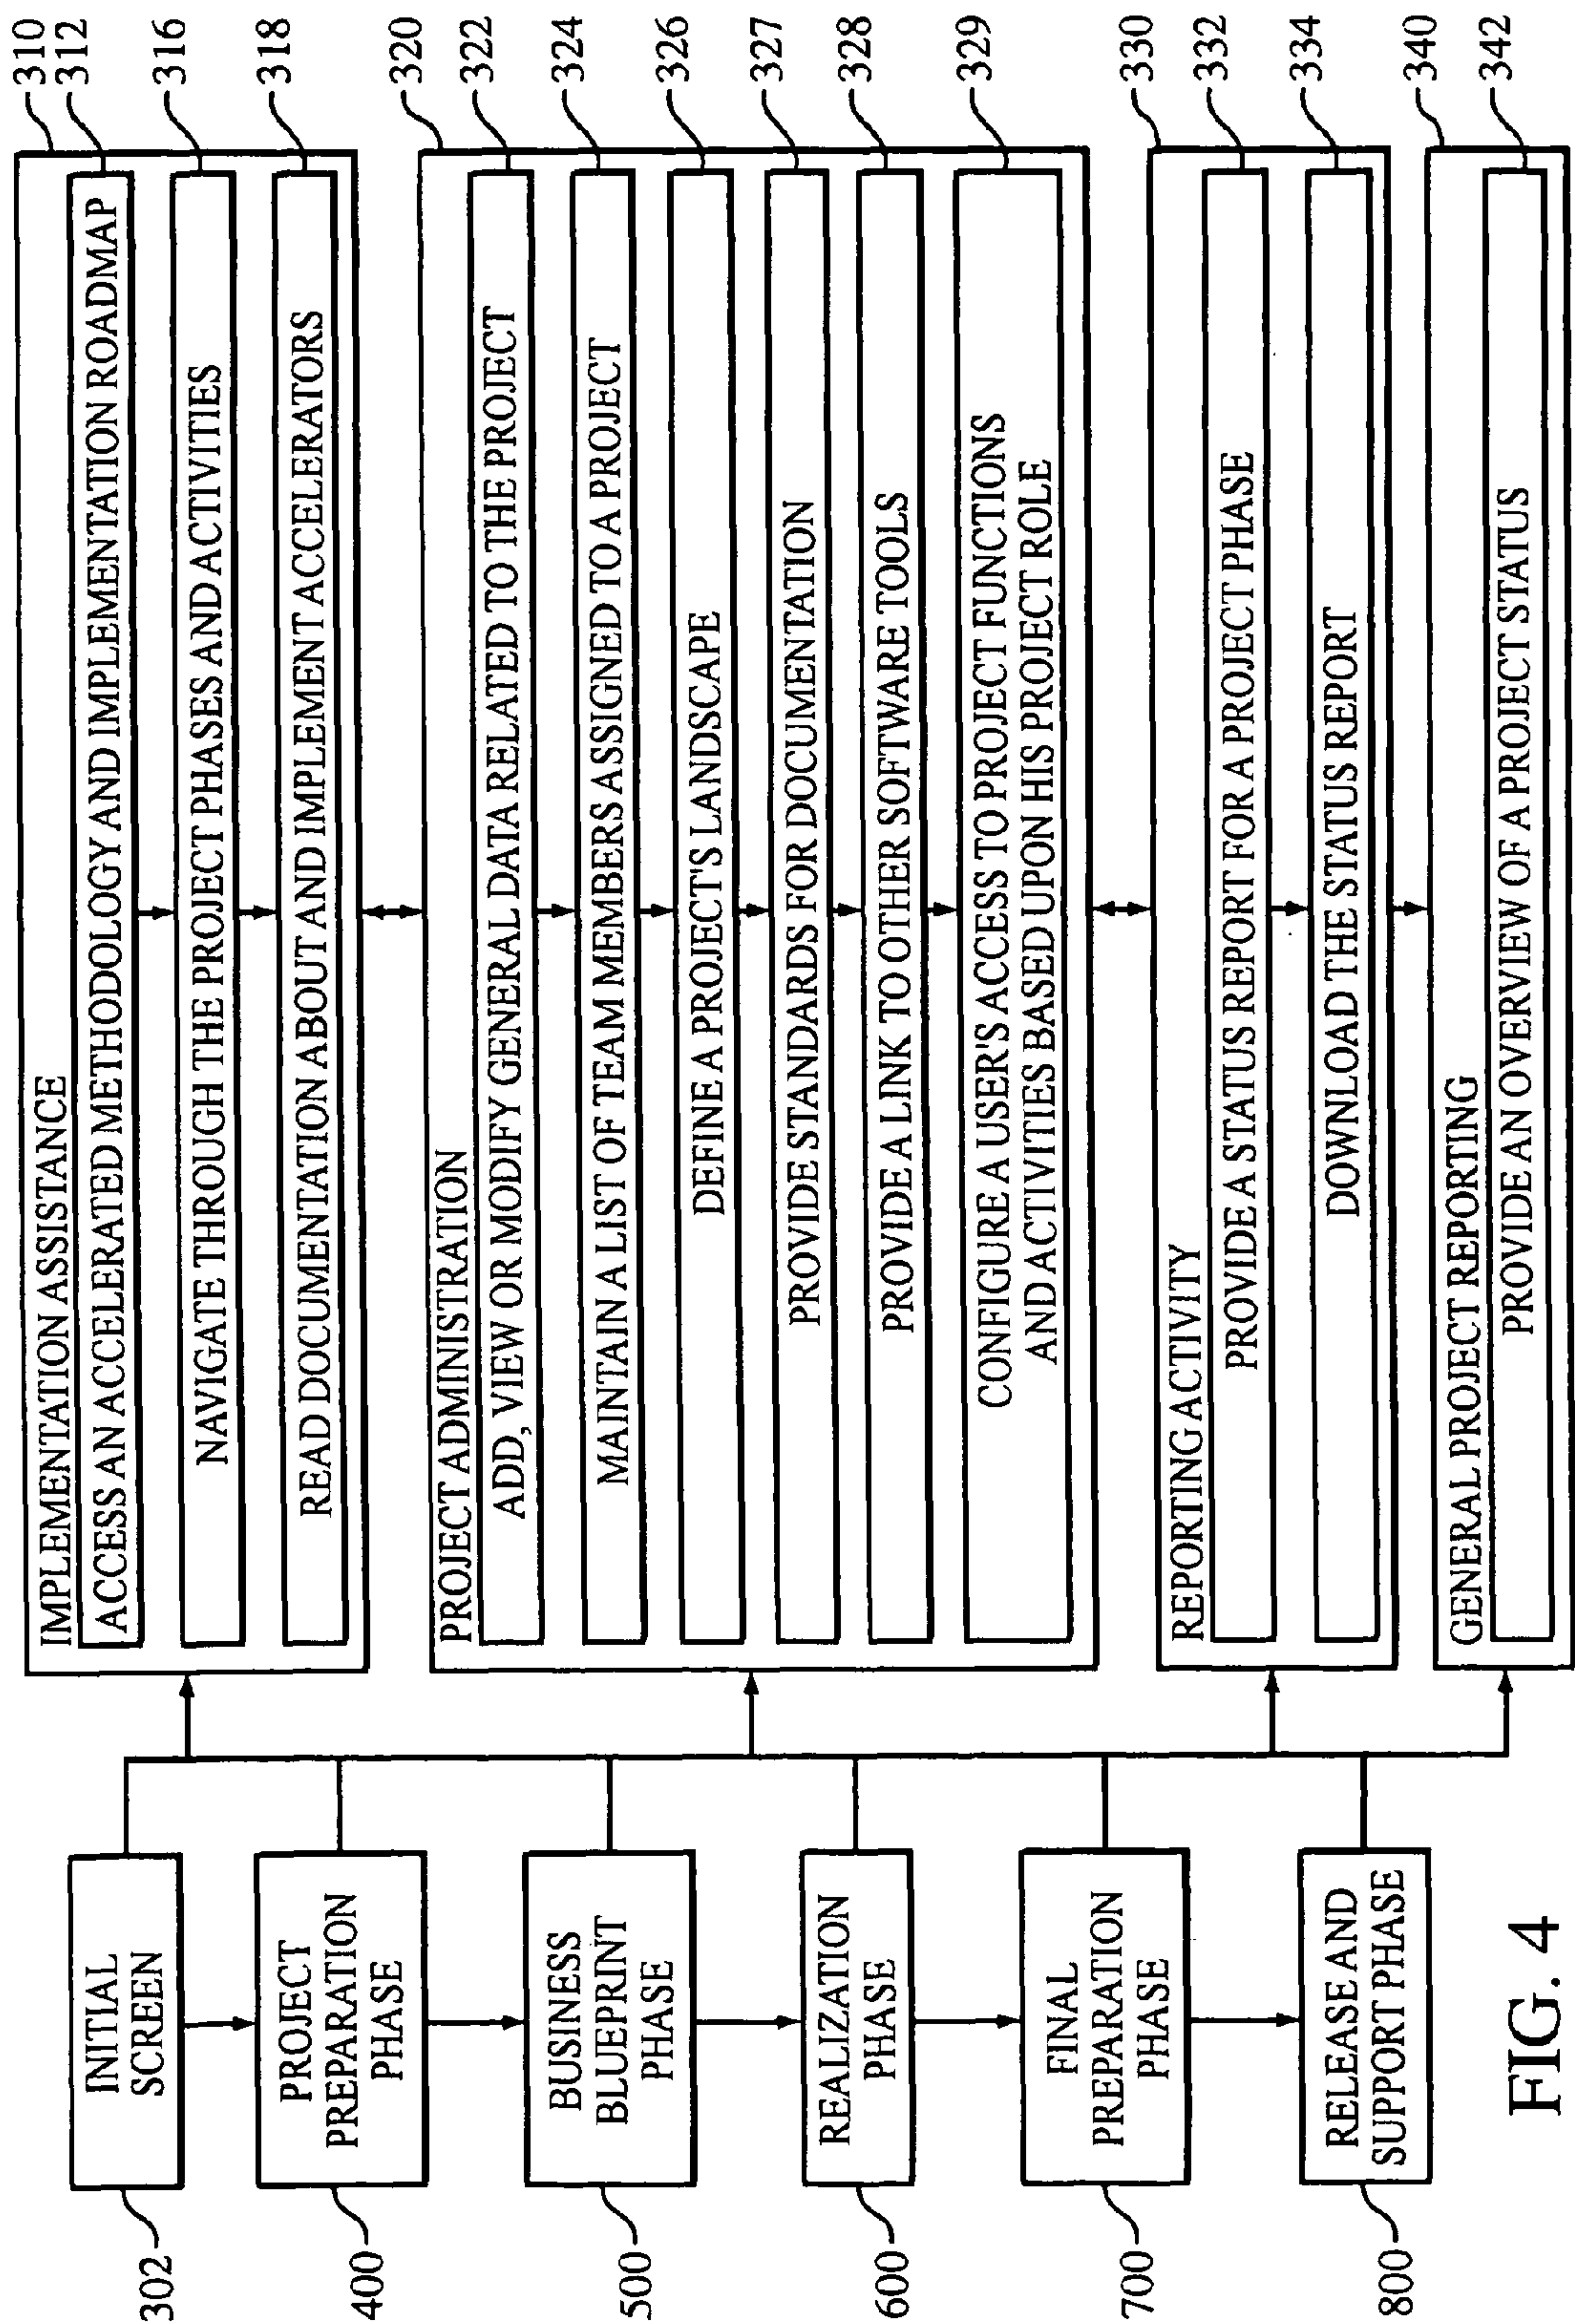 302
INITIAL
SCREEN
400
PROJECT
PREPARATION
PHASE
500
BUSINESS
BLUEPRINT
PHASE
600
REALIZATION
PHASE
700
FINAL
PREPARATION
PHASE
800
RELEASE AND
SUPPORT PHASE
310
IMPLEMENTATION ASSISTANCE
312
ACCESS AN ACCELERATED METHODOLOGY AND IMPLEMENTATION ROADMAP
316
NAVIGATE THROUGH THE PROJECT PHASES AND ACTIVITIES
318
READ DOCUMENTATION ABOUT AND IMPLEMENT ACCELERATORS
320
PROJECT ADMINISTRATION
322
ADD, VIEW OR MODIFY GENERAL DATA RELATED TO THE PROJECT
324
MAINTAIN A LIST OF TEAM MEMBERS ASSIGNED TO A PROJECT
326
DEFINE A PROJECT'S LANDSCAPE
327
PROVIDE STANDARDS FOR DOCUMENTATION
328
PROVIDE A LINK TO OTHER SOFTWARE TOOLS
329
CONFIGURE A USER'S ACCESS TO PROJECT FUNCTIONS
AND ACTIVITIES BASED UPON HIS PROJECT ROLE
330
REPORTING ACTIVITY
332
PROVIDE A STATUS REPORT FOR A PROJECT PHASE
334
DOWNLOAD THE STATUS REPORT
340
GENERAL PROJECT REPORTING
342
PROVIDE AN OVERVIEW OF A PROJECT STATUS
FIG. 4